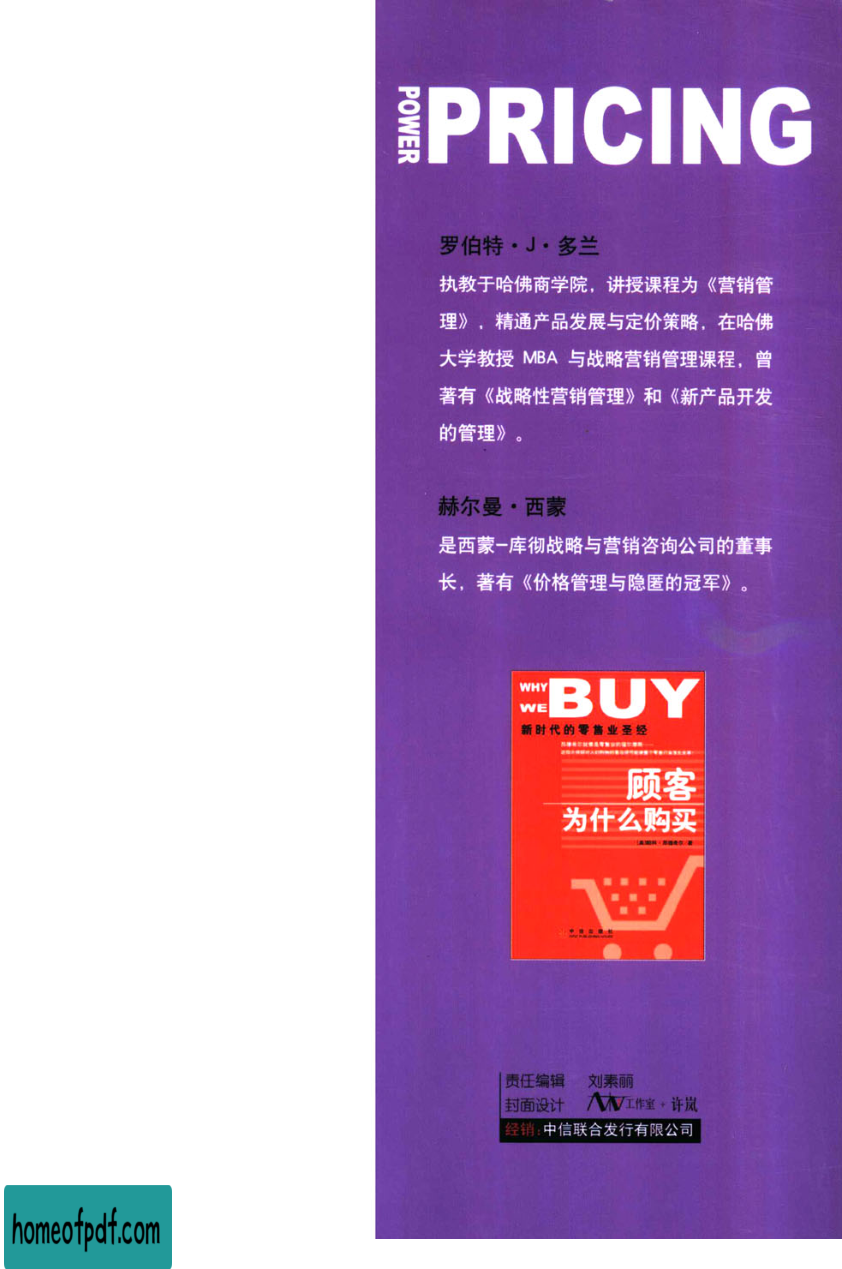 POWER
PRICING
罗伯特·J·多兰
执教于哈佛商学院，讲授课程为《营销管
理》，精通产品发展与定价策略，在哈佛
大学教授 MBA 与战略营销管理课程，曾
著有《战略性营销管理》和《新产品开发
的管理》。
赫尔曼·西蒙
是西蒙-库彻战略与营销咨询公司的董事
长，著有《价格管理与隐匿的冠军》。
WHY
WE
BUY
新时代的零售业圣经
顾客
为什么购买
中信出版社
责任编辑 刘素丽
封面设计 工作室·许岚
经销:中信联合发行有限公司
homeofpdf.com